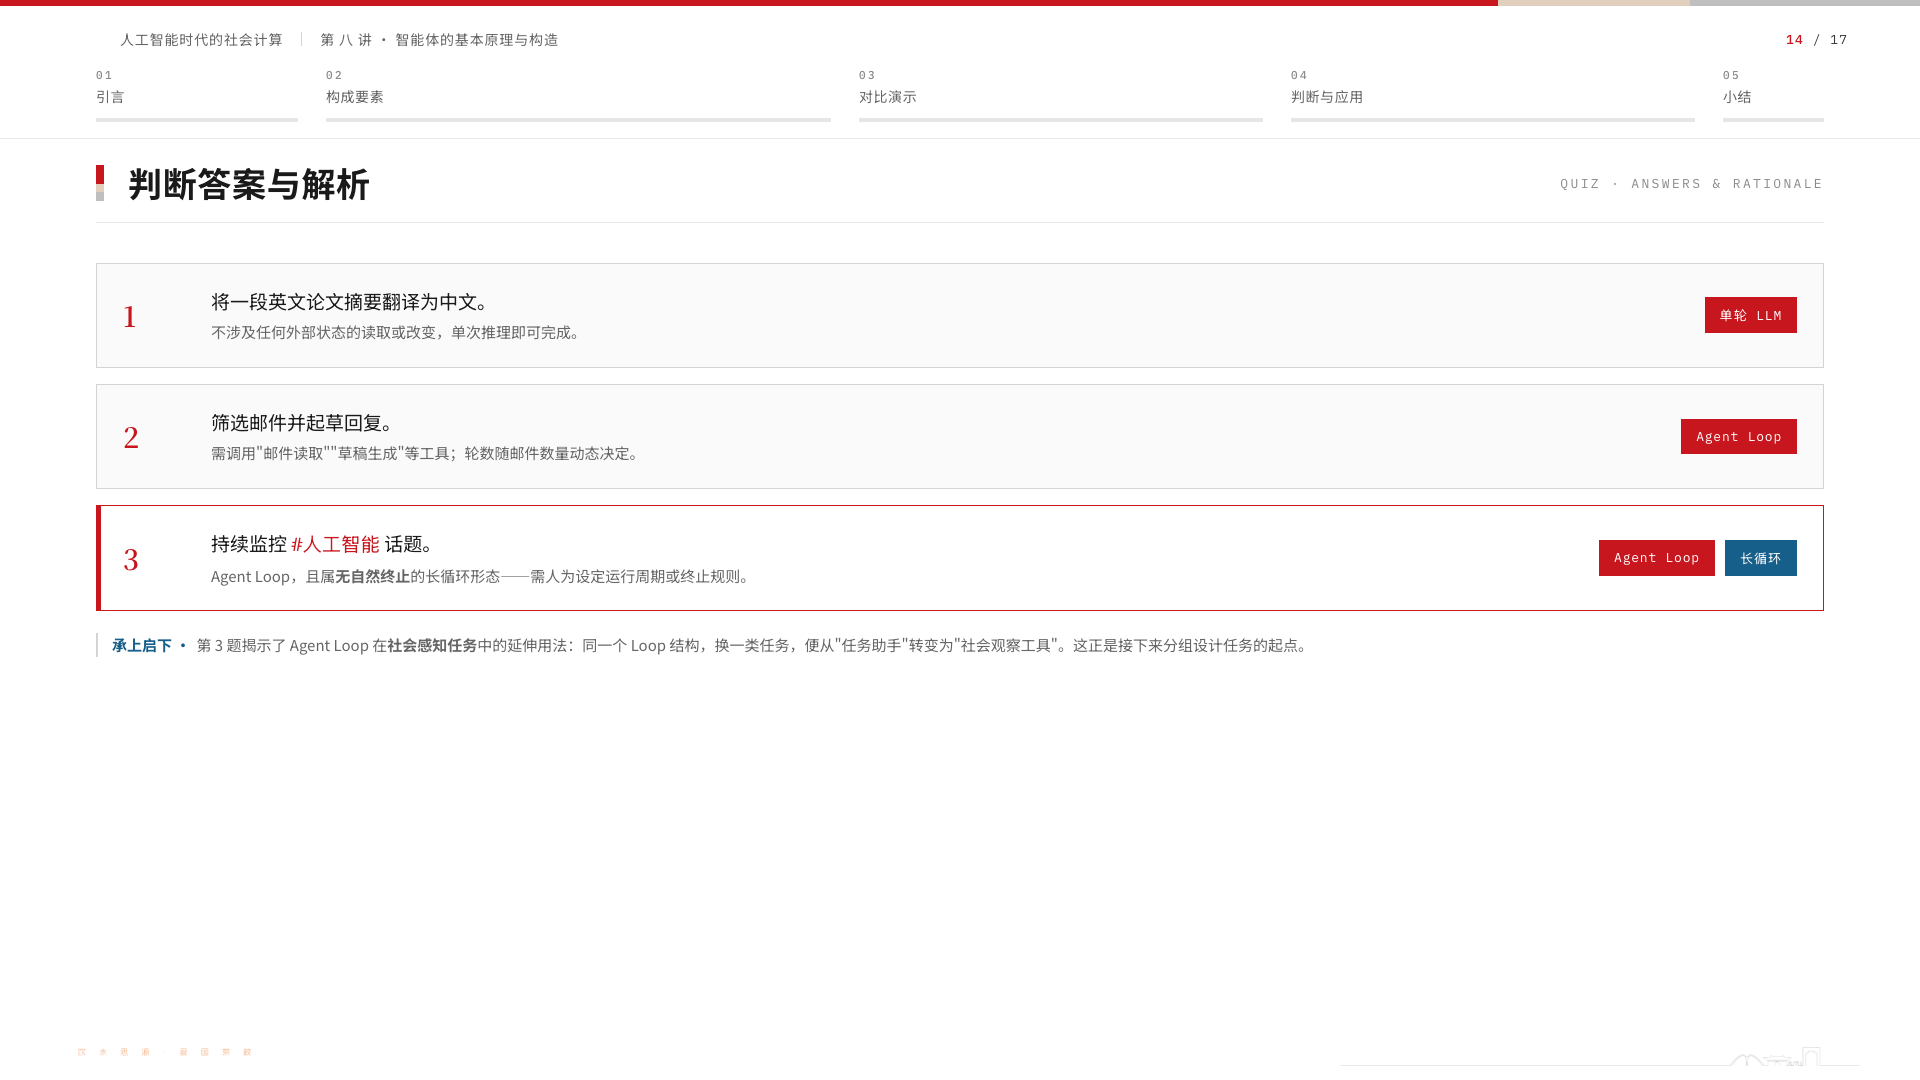 人工智能时代的社会计算 第 八 讲 · 智能体的基本原理与构造
14 / 17
01
引言
02
构成要素
03
对比演示
04
判断与应用
05
小结
判断答案与解析
QUIZ · ANSWERS & RATIONALE
1
将一段英文论文摘要翻译为中文。
不涉及任何外部状态的读取或改变，单次推理即可完成。
单轮 LLM
2
筛选邮件并起草回复。
需调用"邮件读取""草稿生成"等工具；轮数随邮件数量动态决定。
Agent Loop
3
持续监控 #人工智能 话题。
Agent Loop，且属无自然终止的长循环形态——需人为设定运行周期或终止规则。
Agent Loop
长循环
承上启下 · 第 3 题揭示了 Agent Loop 在社会感知任务中的延伸用法：同一个 Loop 结构，换一类任务，便从"任务助手"转变为"社会观察工具"。这正是接下来分组设计任务的起点。
饮 水 思 源 · 爱 国 荣 校